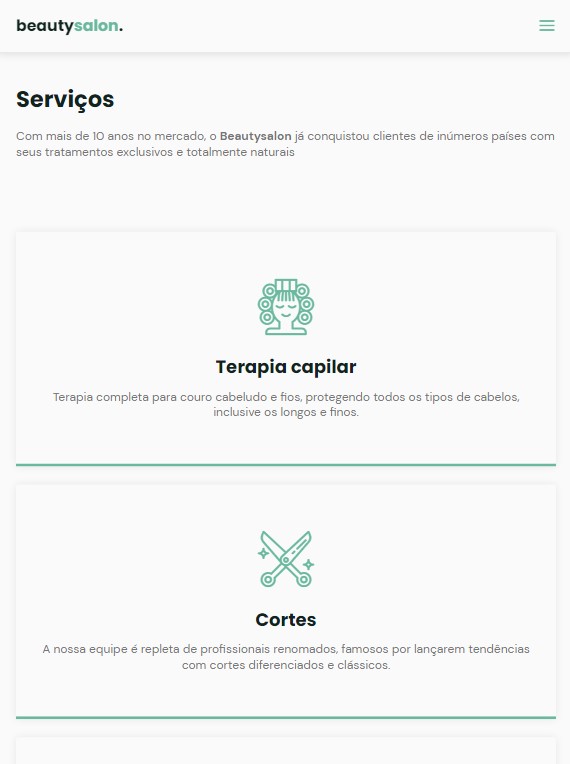 beautysalon.
Serviços
Com mais de 10 anos no mercado, o Beautysalon já conquistou clientes de inúmeros países com
seus tratamentos exclusivos e totalmente naturais
Terapia capilar
Terapia completa para couro cabeludo e fios, protegendo todos os tipos de cabelos,
inclusive os longos e finos.
Cortes
A nossa equipe é repleta de profissionais renomados, famosos por lançarem tendências
com cortes diferenciados e clássicos.